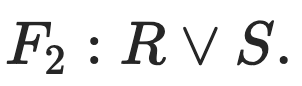 F₂ : R ∨ S.